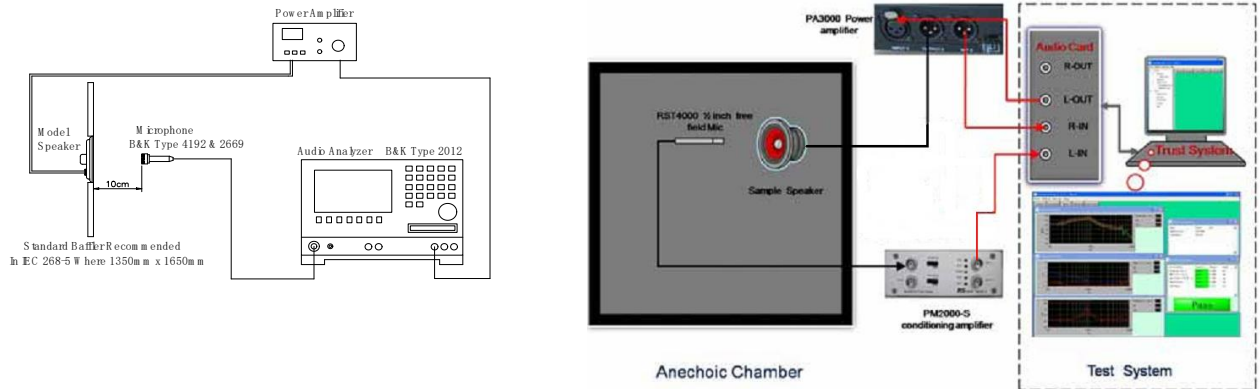 Power Amplifier
Model
Speaker
Microphone
B&K Type 4192 & 2669
10cm
Audio Analyzer B&K Type 2012
Standard Baffler Recommended
In IEC 268-5 Where 1350mm x 1650mm
PA3000 Power
amplifier
RST4000 ½ inch free
field Mic
Sample Speaker
PM2000-S
conditioning amplifier
Anechoic Chamber
Audio Card
R-OUT
L-OUT
R-IN
L-IN
Trust System
Pass
Test System